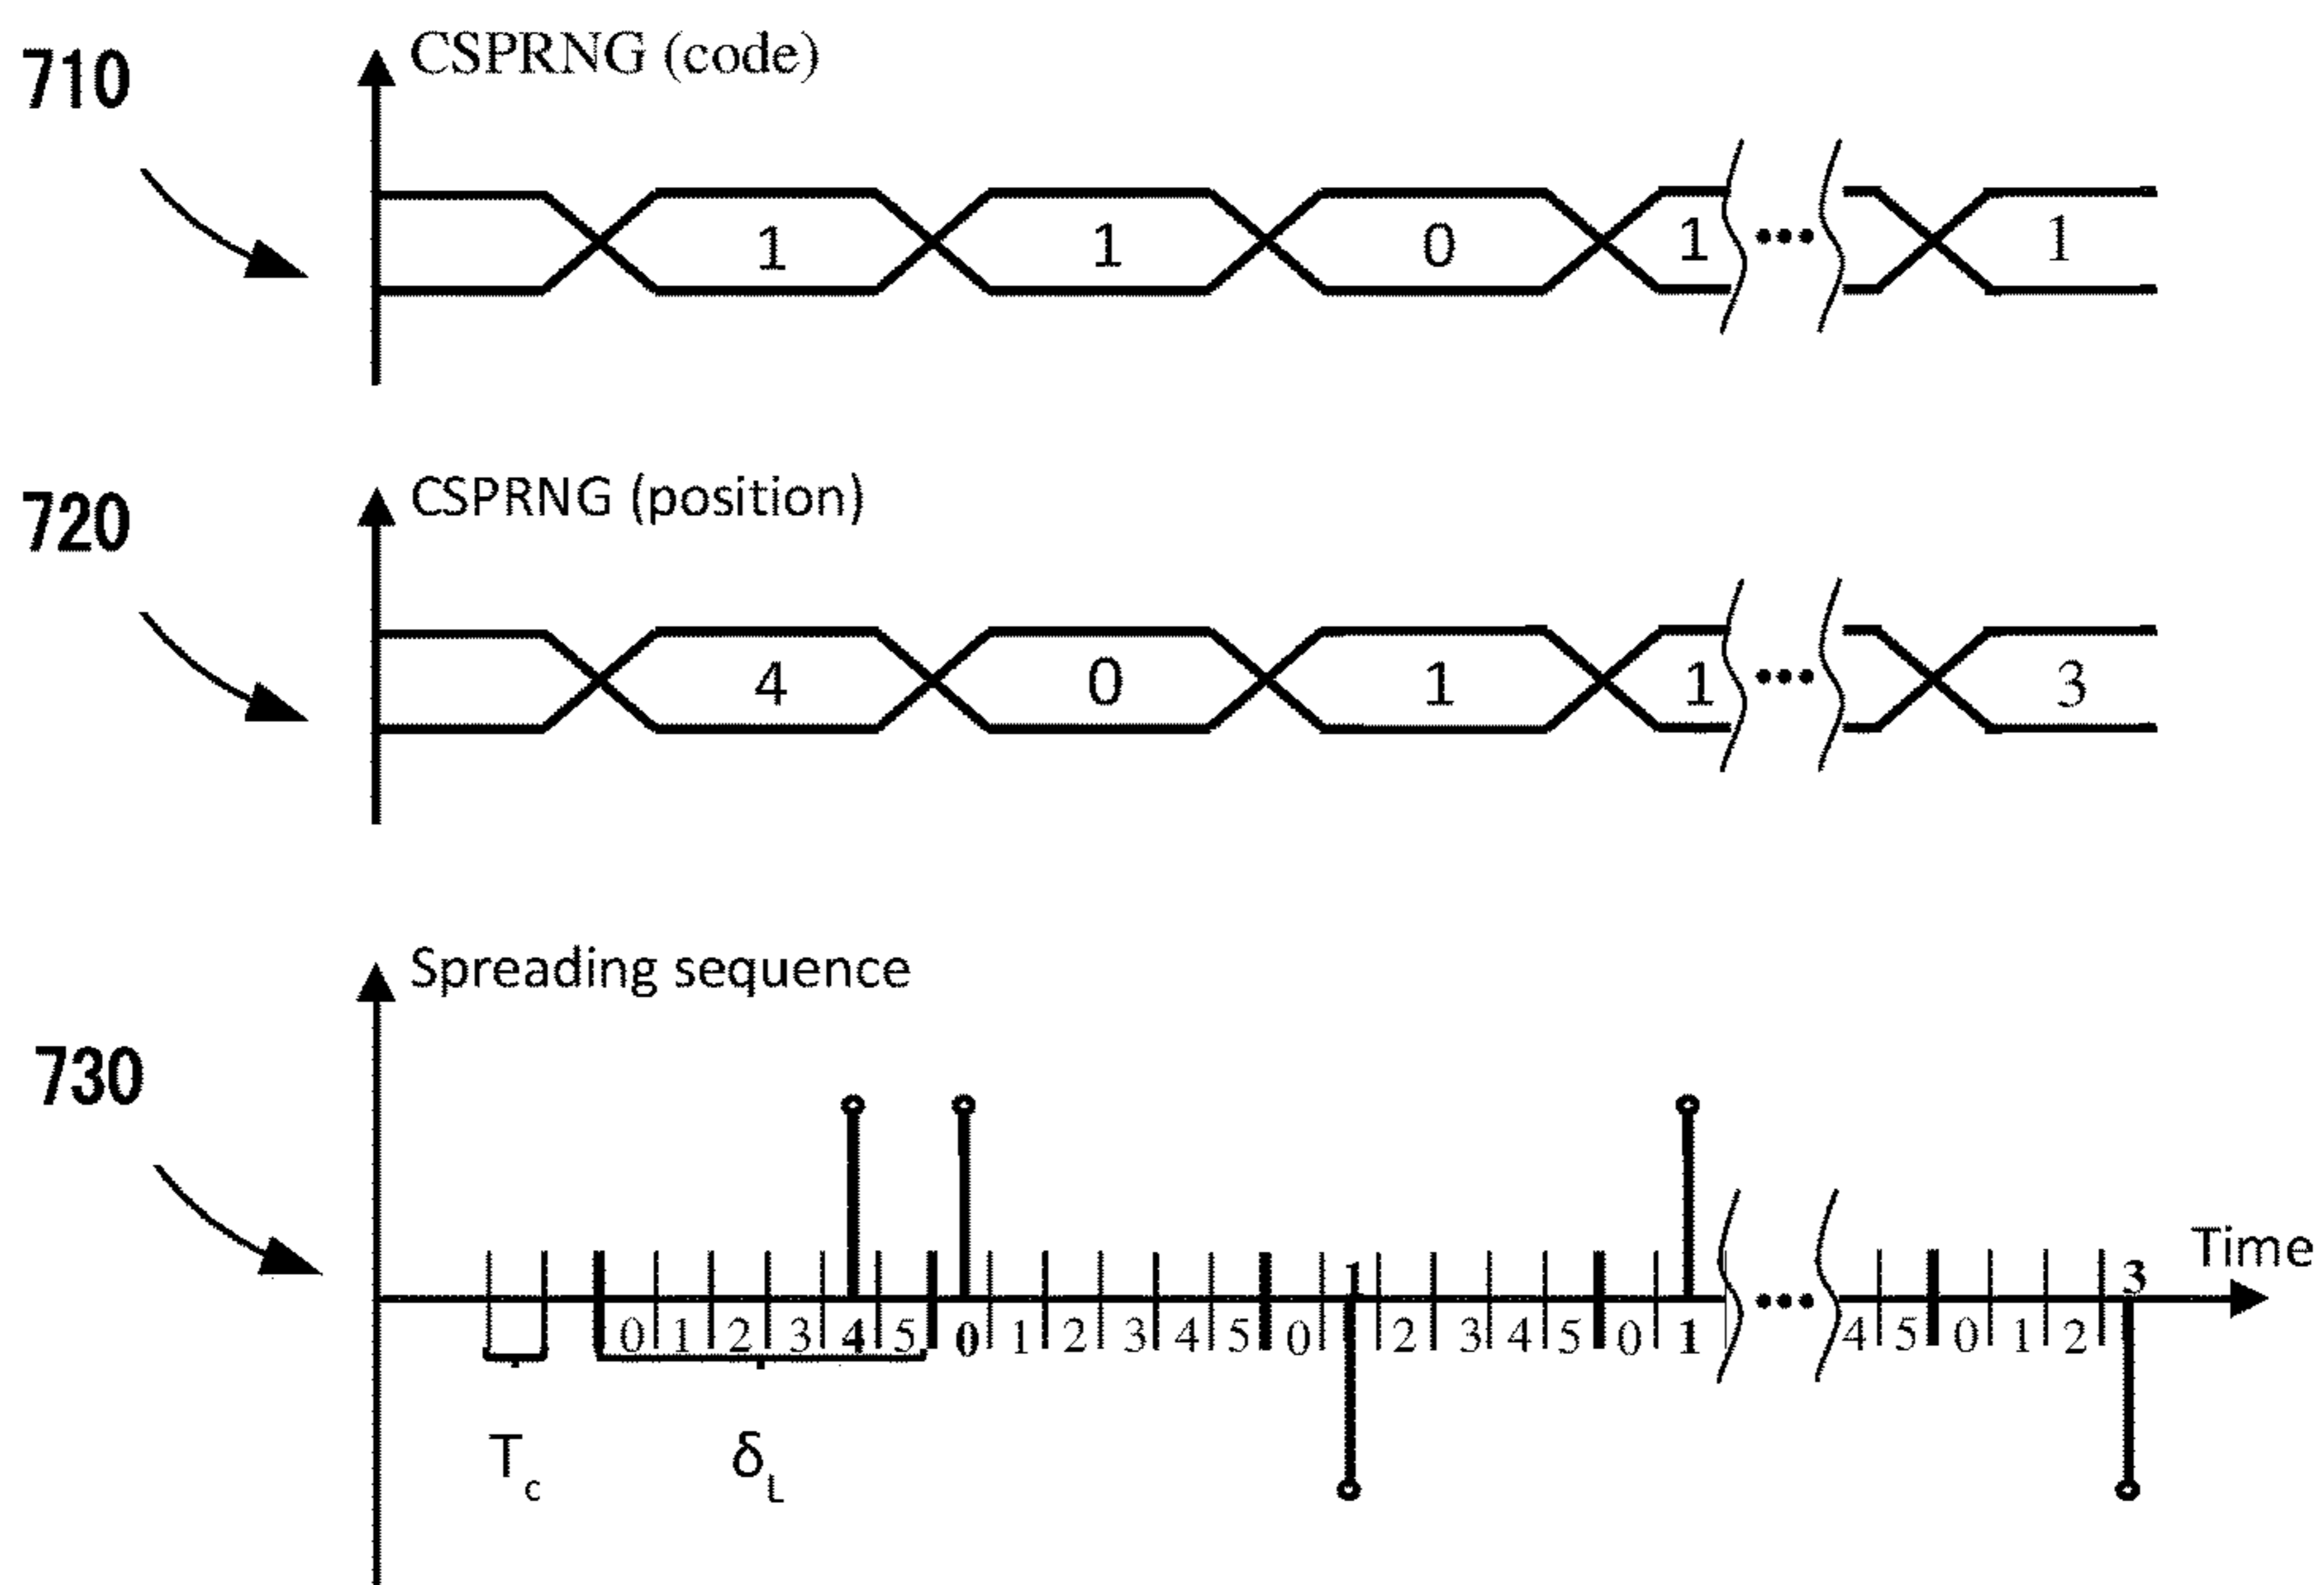 710
CSPRNG (code)
1 1 0 1 ••• 1
720
CSPRNG (position)
4 0 1 1 ••• 3
730
Spreading sequence
Time
1 3
0 1 2 3 4 5 0 1 2 3 4 5 0 2 3 4 5 0 1 ••• 4 5 0 1 2
Tc δL